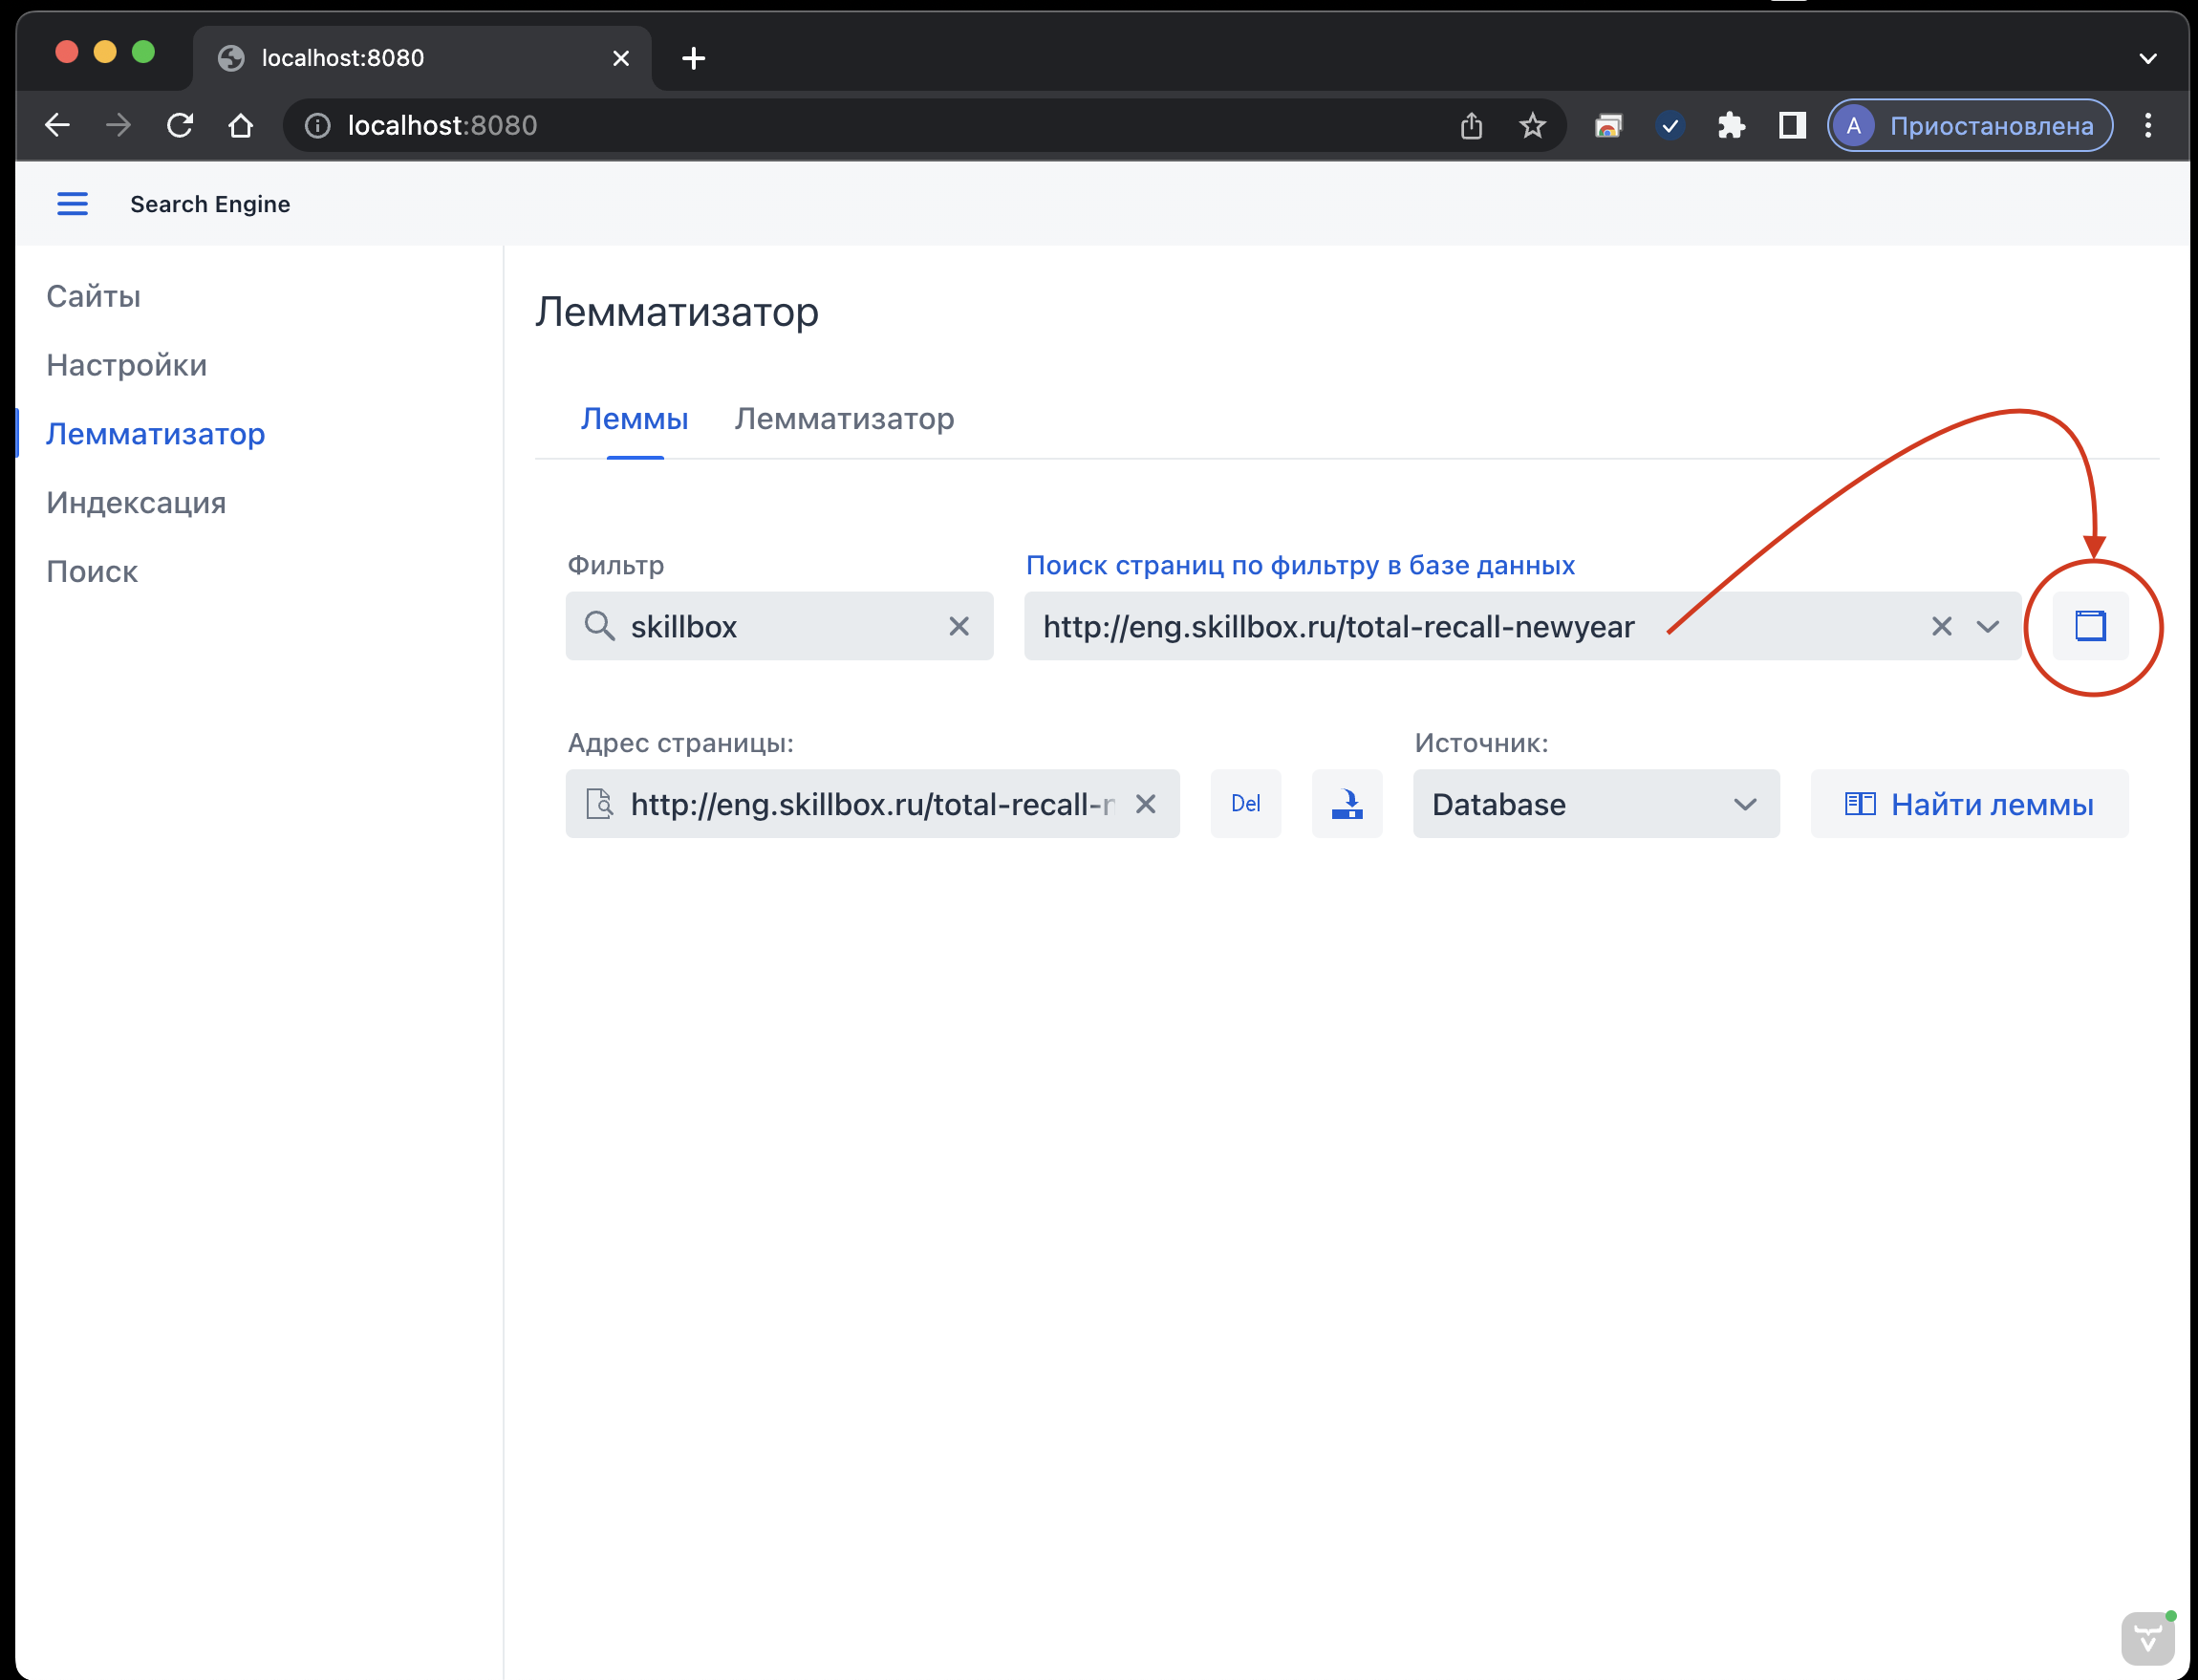 localhost:8080
localhost:8080
A Приостановлена
Search Engine
Сайты
Настройки
Лемматизатор
Индексация
Поиск
Лемматизатор
Леммы Лемматизатор
Фильтр Поиск страниц по фильтру в базе данных
skillbox http://eng.skillbox.ru/total-recall-newyear
Адрес страницы: Источник:
http://eng.skillbox.ru/total-recall-n Del Database Найти леммы